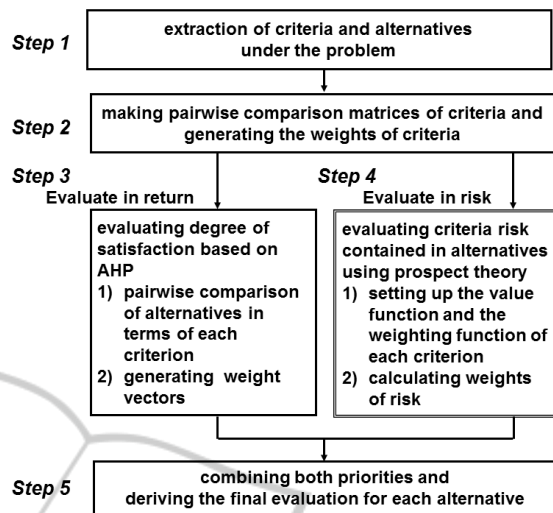 Step 1
extraction of criteria and alternatives
under the problem
Step 2
making pairwise comparison matrices of criteria and
generating the weights of criteria
Step 3
Evaluate in return
evaluating degree of
satisfaction based on
AHP
1) pairwise comparison
of alternatives in
terms of each
criterion
2) generating weight
vectors
Step 4
Evaluate in risk
evaluating criteria risk
contained in alternatives
using prospect theory
1) setting up the value
function and the
weighting function of
each criterion
2) calculating weights
of risk
Step 5
combining both priorities and
deriving the final evaluation for each alternative